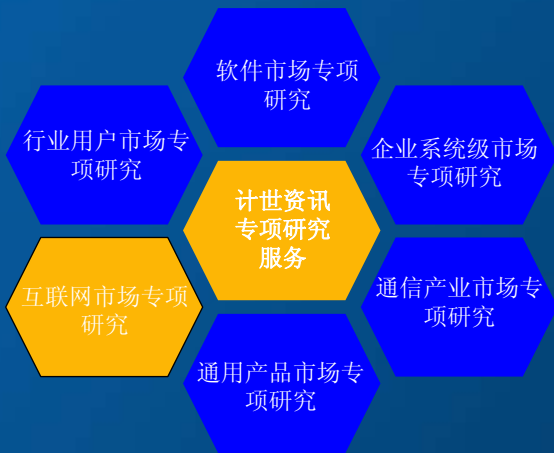 软件市场专项
研究
行业用户市场专
项研究
企业系统级市场
专项研究
计世资讯
专项研究
服务
互联网市场专项
研究
通信产业市场专
项研究
通用产品市场专
项研究